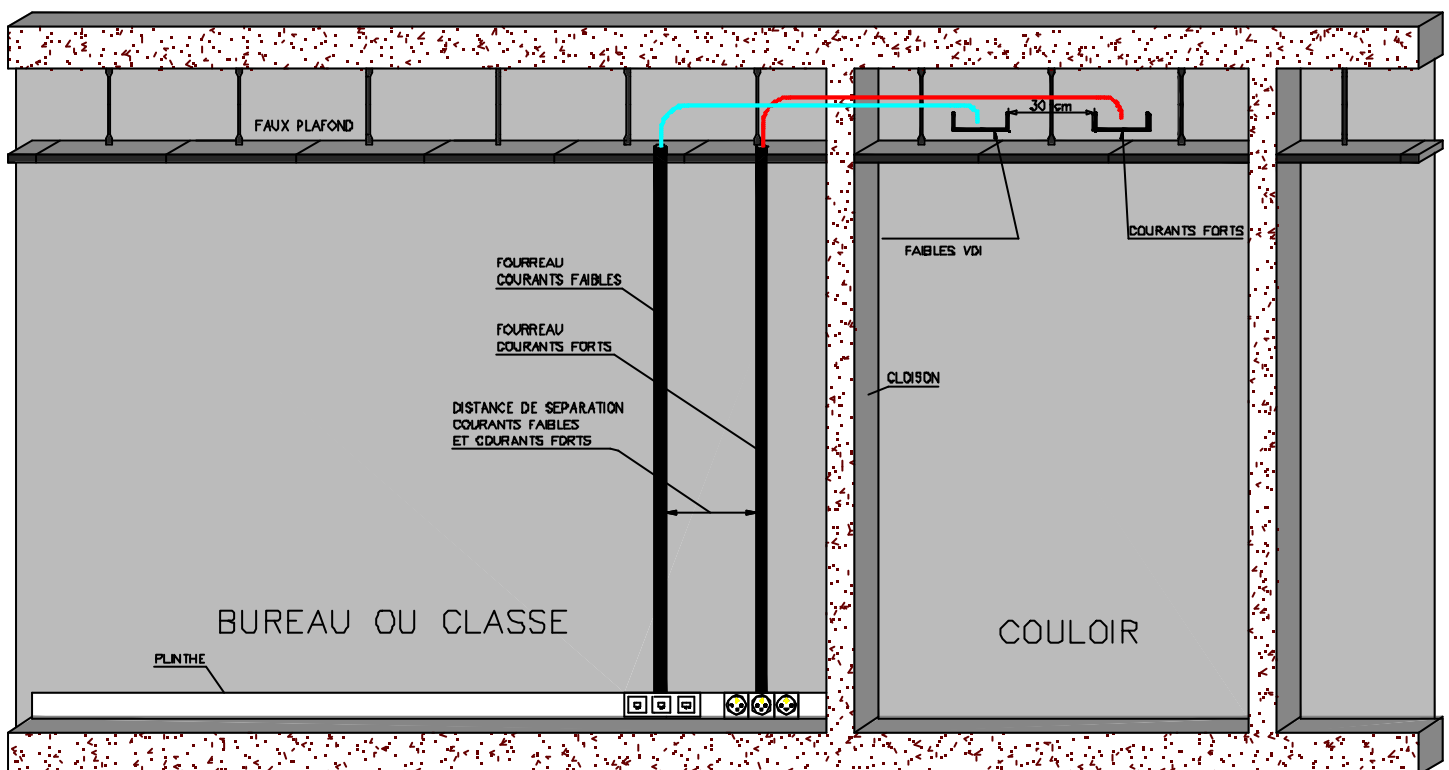 FAUX PLAFOND
30 cm
COURANTS FORTS
FAIBLES VDI
FOURREAU
COURANTS FAIBLES
FOURREAU
COURANTS FORTS
CLOISON
DISTANCE DE SEPARATION
COURANTS FAIBLES
ET COURANTS FORTS
BUREAU OU CLASSE
COULOIR
PLINTHE